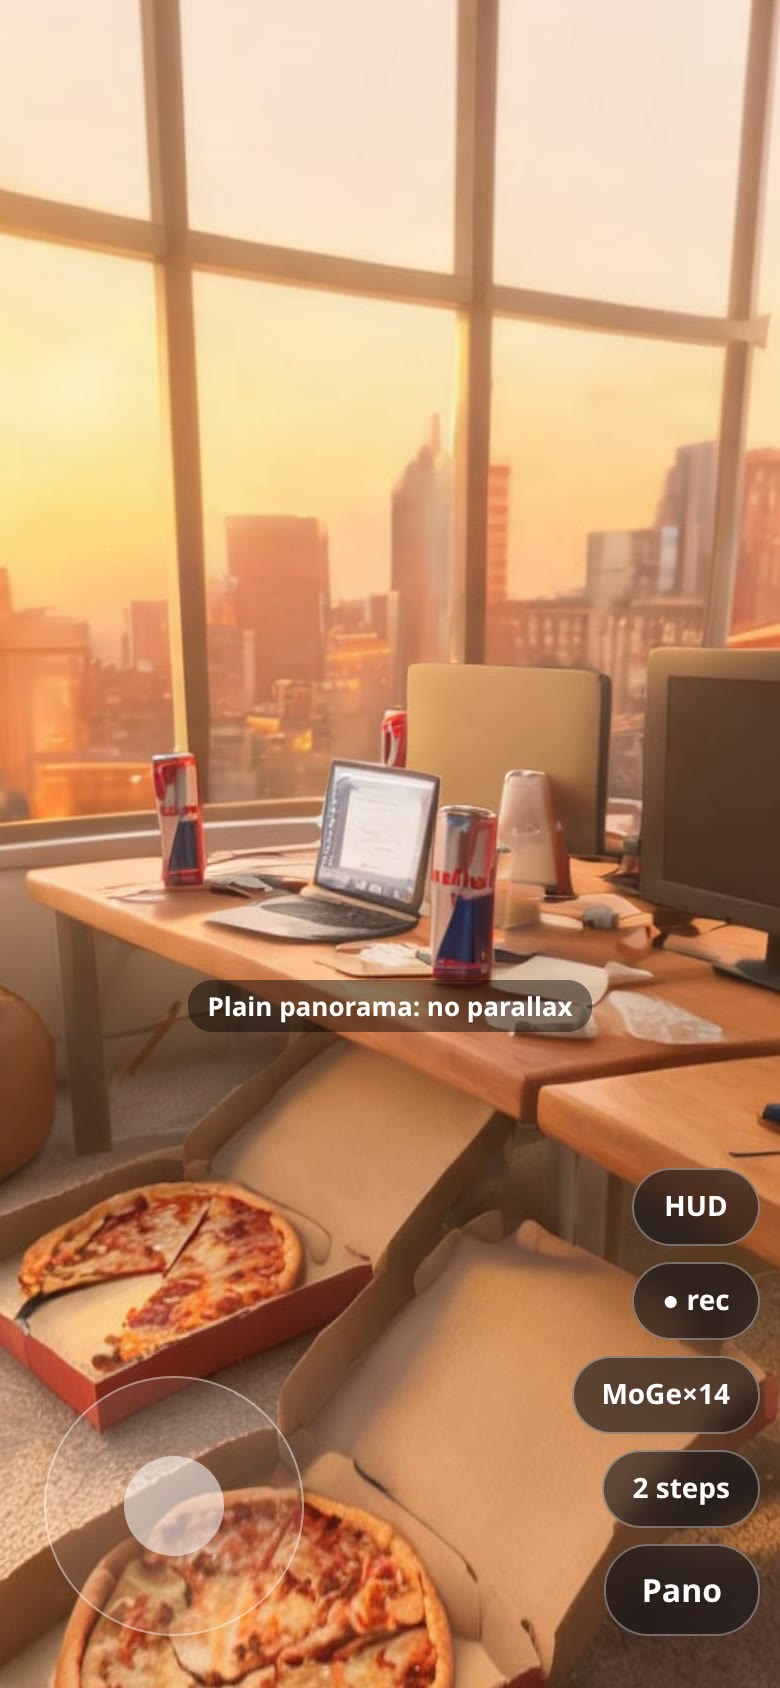 Plain panorama: no parallax
HUD
● rec
MoGe×14
2 steps
Pano